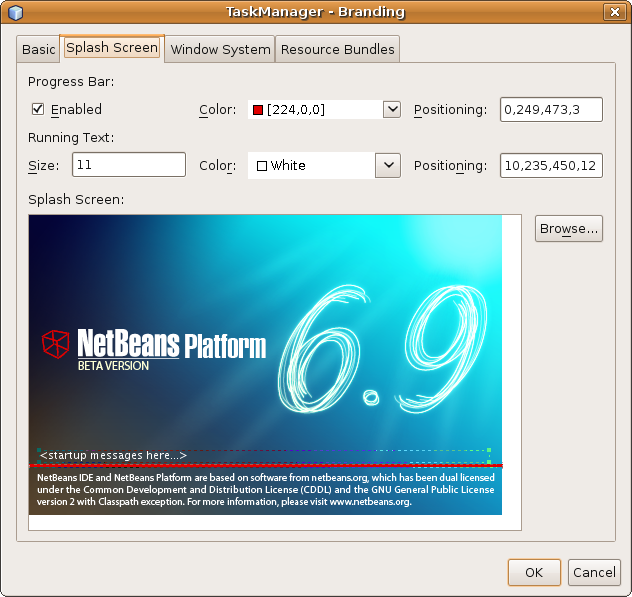 TaskManager - Branding
Basic Splash Screen Window System Resource Bundles
Progress Bar:
Enabled Color: [224,0,0] Positioning: 0,249,473,3
Running Text:
Size: 11 Color: White Positioning: 10,235,450,12
Splash Screen:
Browse...
6.9
NetBeans Platform
BETA VERSION
<startup messages here...>
NetBeans IDE and NetBeans Platform are based on software from netbeans.org, which has been dual licensed
under the Common Development and Distribution License (CDDL) and the GNU General Public License
version 2 with Classpath exception. For more information, please visit www.netbeans.org.
OK Cancel